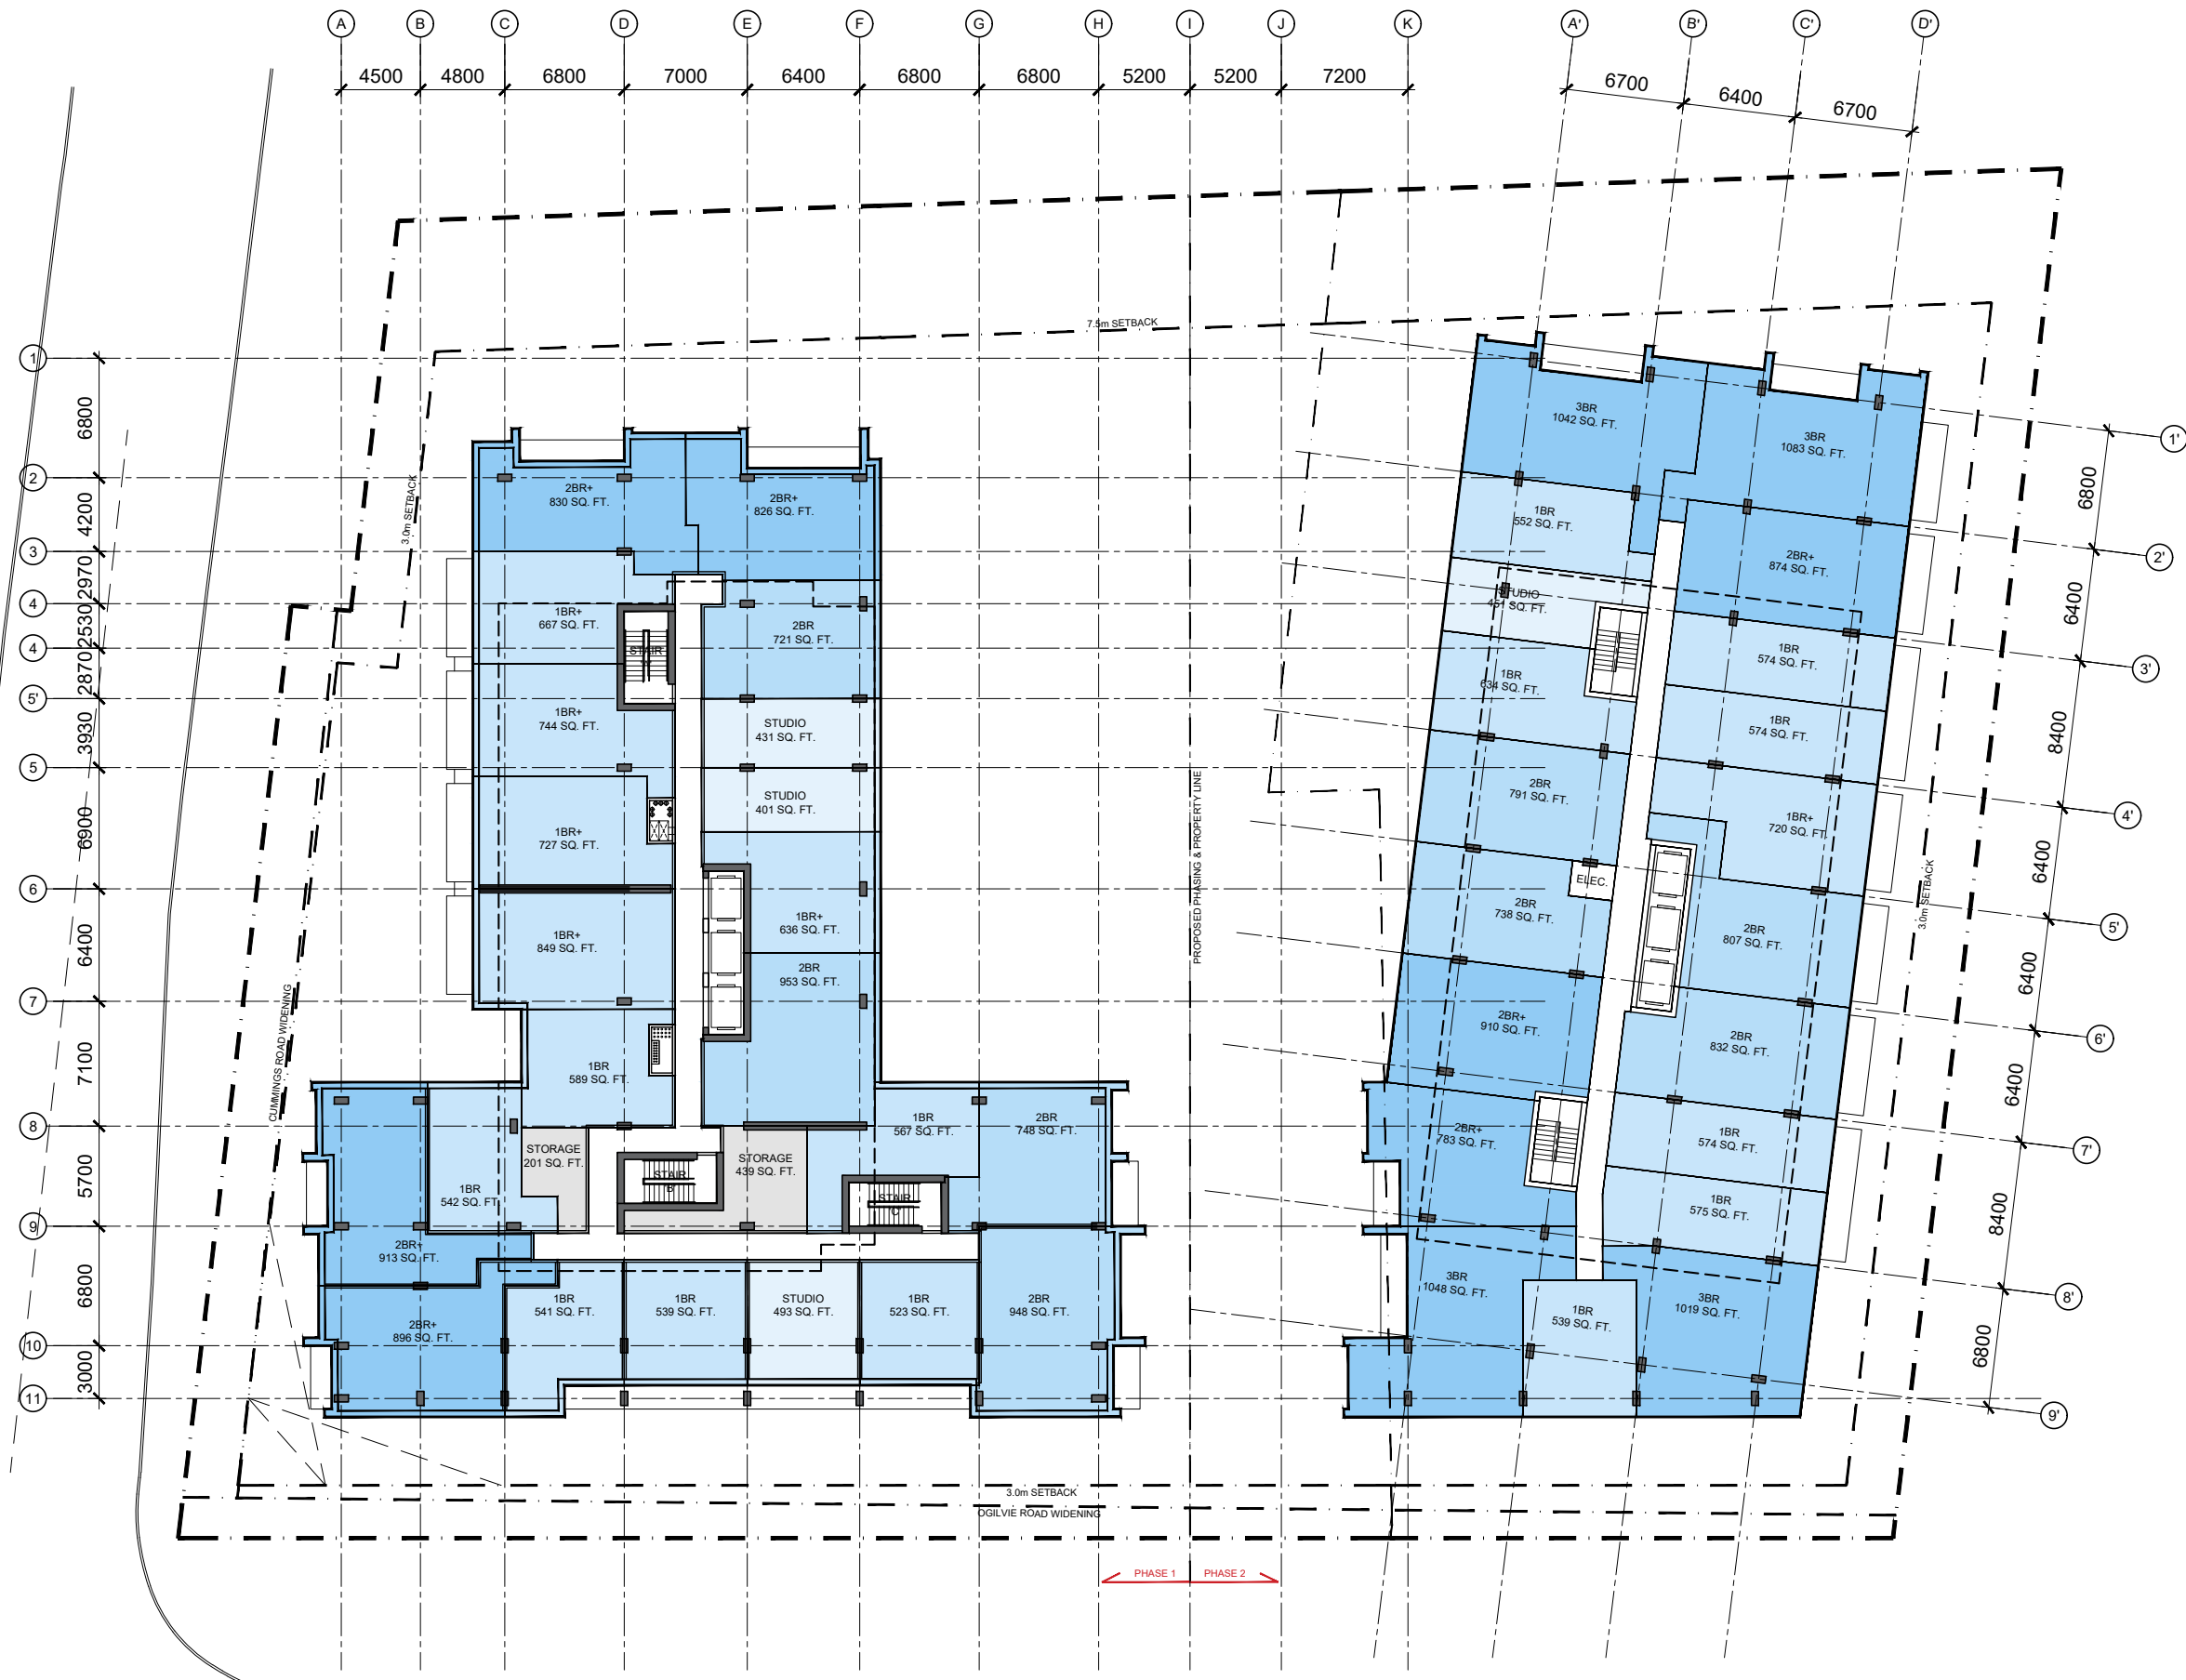 A B C D E F G H I J K A' B' C' D'
4500 4800 6800 7000 6400 6800 6800 5200 5200 7200
6700 6400 6700
7.5m SETBACK
1
6800
2
4200
3
2970
4
2530
4
2870
5'
3930
5
6900
6
6400
7
7100
8
5700
9
6800
10
3000
11
3.0m SETBACK
CUMMINGS ROAD WIDENING
2BR+
830 SQ. FT.
2BR+
826 SQ. FT.
1BR+
667 SQ. FT.
STAIR
2BR
721 SQ. FT.
1BR+
744 SQ. FT.
STUDIO
431 SQ. FT.
STUDIO
401 SQ. FT.
1BR+
727 SQ. FT.
1BR+
636 SQ. FT.
1BR+
849 SQ. FT.
2BR
953 SQ. FT.
1BR
589 SQ. FT.
1BR
567 SQ. FT.
2BR
748 SQ. FT.
STORAGE
201 SQ. FT.
STAIR
'B'
STORAGE
439 SQ. FT.
1BR
542 SQ. FT
STAIR
'C'
2BR+
913 SQ. FT.
2BR+
896 SQ. FT.
1BR
541 SQ. FT.
1BR
539 SQ. FT.
STUDIO
493 SQ. FT.
1BR
523 SQ. FT.
2BR
948 SQ. FT.
PROPOSED PHASING & PROPERTY LINE
3BR
1042 SQ. FT.
3BR
1083 SQ. FT.
1BR
552 SQ. FT.
2BR+
874 SQ. FT.
STUDIO
451 SQ. FT.
1BR
574 SQ. FT.
1BR
634 SQ. FT.
1BR
574 SQ. FT.
2BR
791 SQ. FT.
1BR+
720 SQ. FT.
ELEC.
2BR
738 SQ. FT.
2BR
807 SQ. FT.
2BR+
910 SQ. FT.
2BR
832 SQ. FT.
2BR+
783 SQ. FT.
1BR
574 SQ. FT.
1BR
575 SQ. FT.
3BR
1048 SQ. FT.
1BR
539 SQ. FT.
3BR
1019 SQ. FT.
3.0m SETBACK
1'
6800
2'
6400
3'
8400
4'
6400
5'
6400
6'
6400
7'
8400
8'
6800
9'
3.0m SETBACK
OGILVIE ROAD WIDENING
PHASE 1 PHASE 2